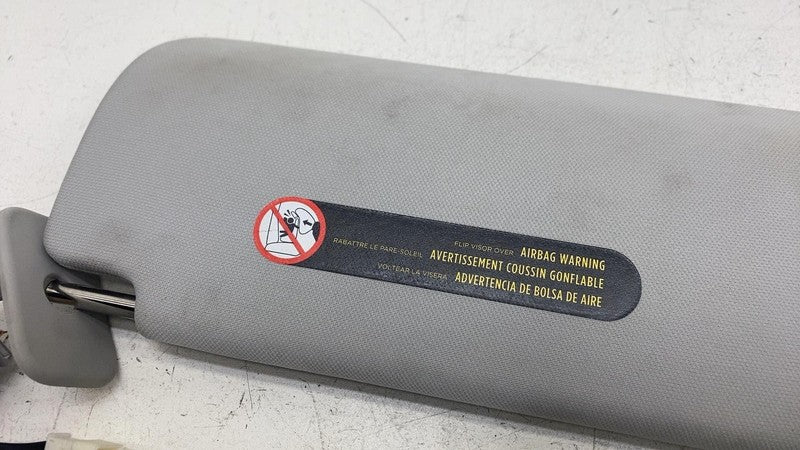 FLIP VISOR OVER AIRBAG WARNING
RABATTRE LE PARE-SOLEIL AVERTISSEMENT COUSSIN GONFLABLE
VOLTEAR LA VISERA ADVERTENCIA DE BOLSA DE AIRE